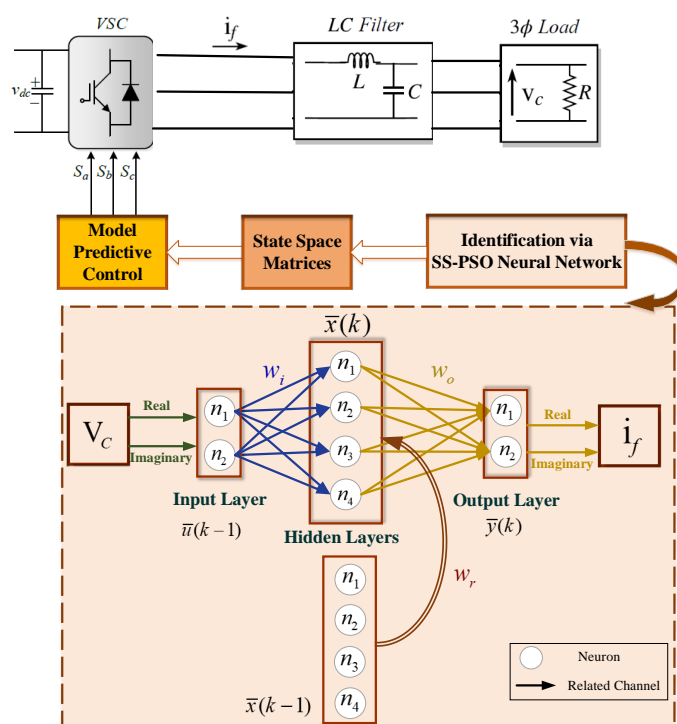 VSC
i_f
LC Filter
3ϕ Load
v_dc
+
−
L
C
V_C
R
S_a S_b S_c
Model
Predictive
Control
State Space
Matrices
Identification via
SS-PSO Neural Network
x̅(k)
w_i
w_o
n_1
n_2
n_3
n_4
V_C
Real
Imaginary
n_1
n_2
n_1
n_2
Real
Imaginary
i_f
Input Layer
u̅(k−1)
Hidden Layers
Output Layer
y̅(k)
w_r
n_1
n_2
n_3
n_4
x̅(k−1)
Neuron
Related Channel